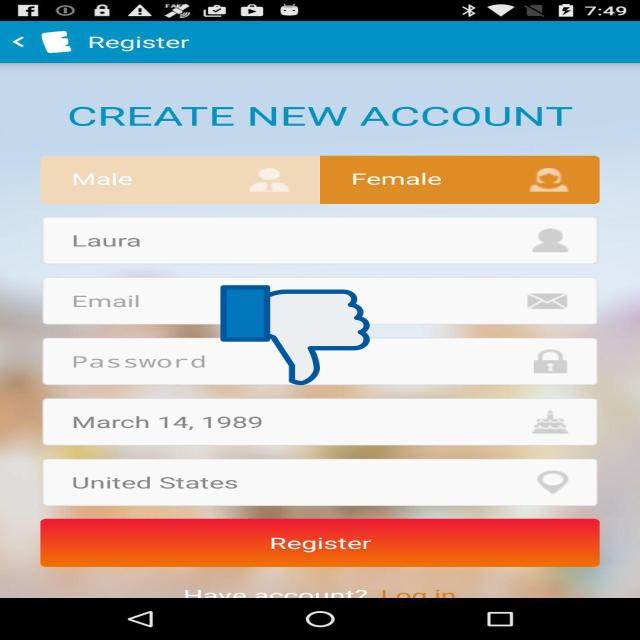 7:49
Register
CREATE NEW ACCOUNT
Male Female
Laura
Email
Password
March 14, 1989
United States
Register
Have account? Log in